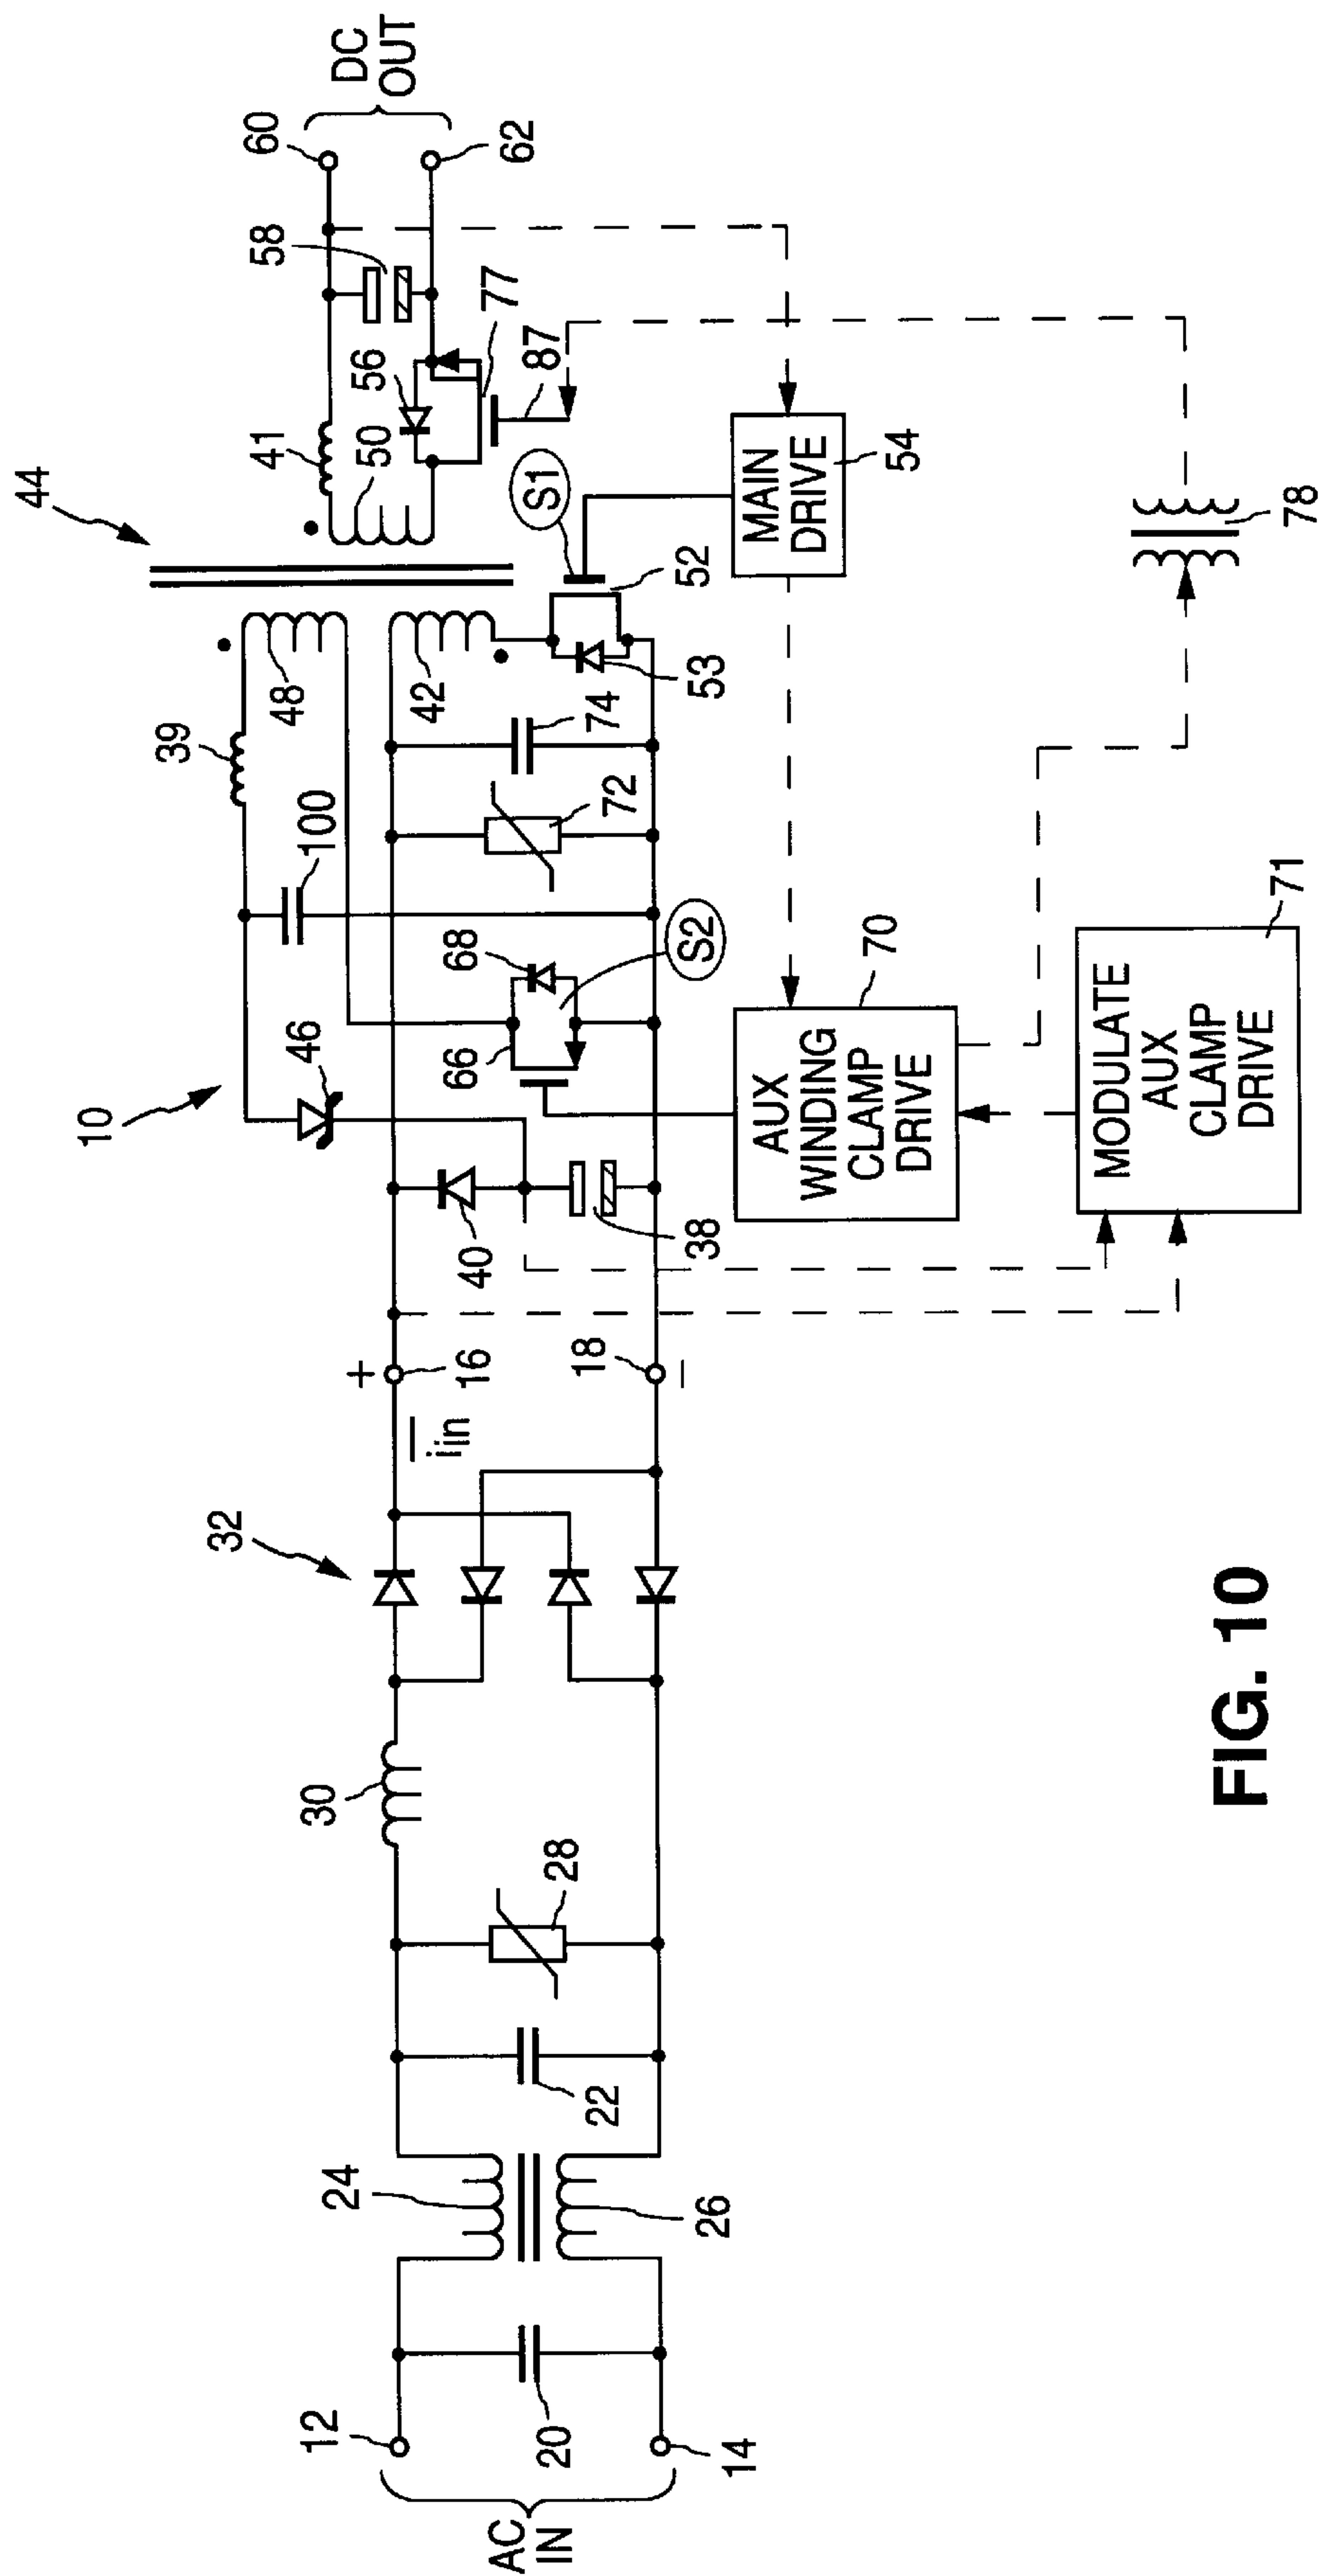 10
44
60
DC
OUT
62
58
41
56
77
50
87
48
39
42
S1
52
53
MAIN
DRIVE
54
78
74
72
100
46
68
66
S2
40
38
AUX
WINDING
CLAMP
DRIVE
70
MODULATE
AUX
CLAMP
DRIVE
71
+
16
18
−
iin
32
30
28
22
24
26
20
12
14
AC
IN
FIG. 10